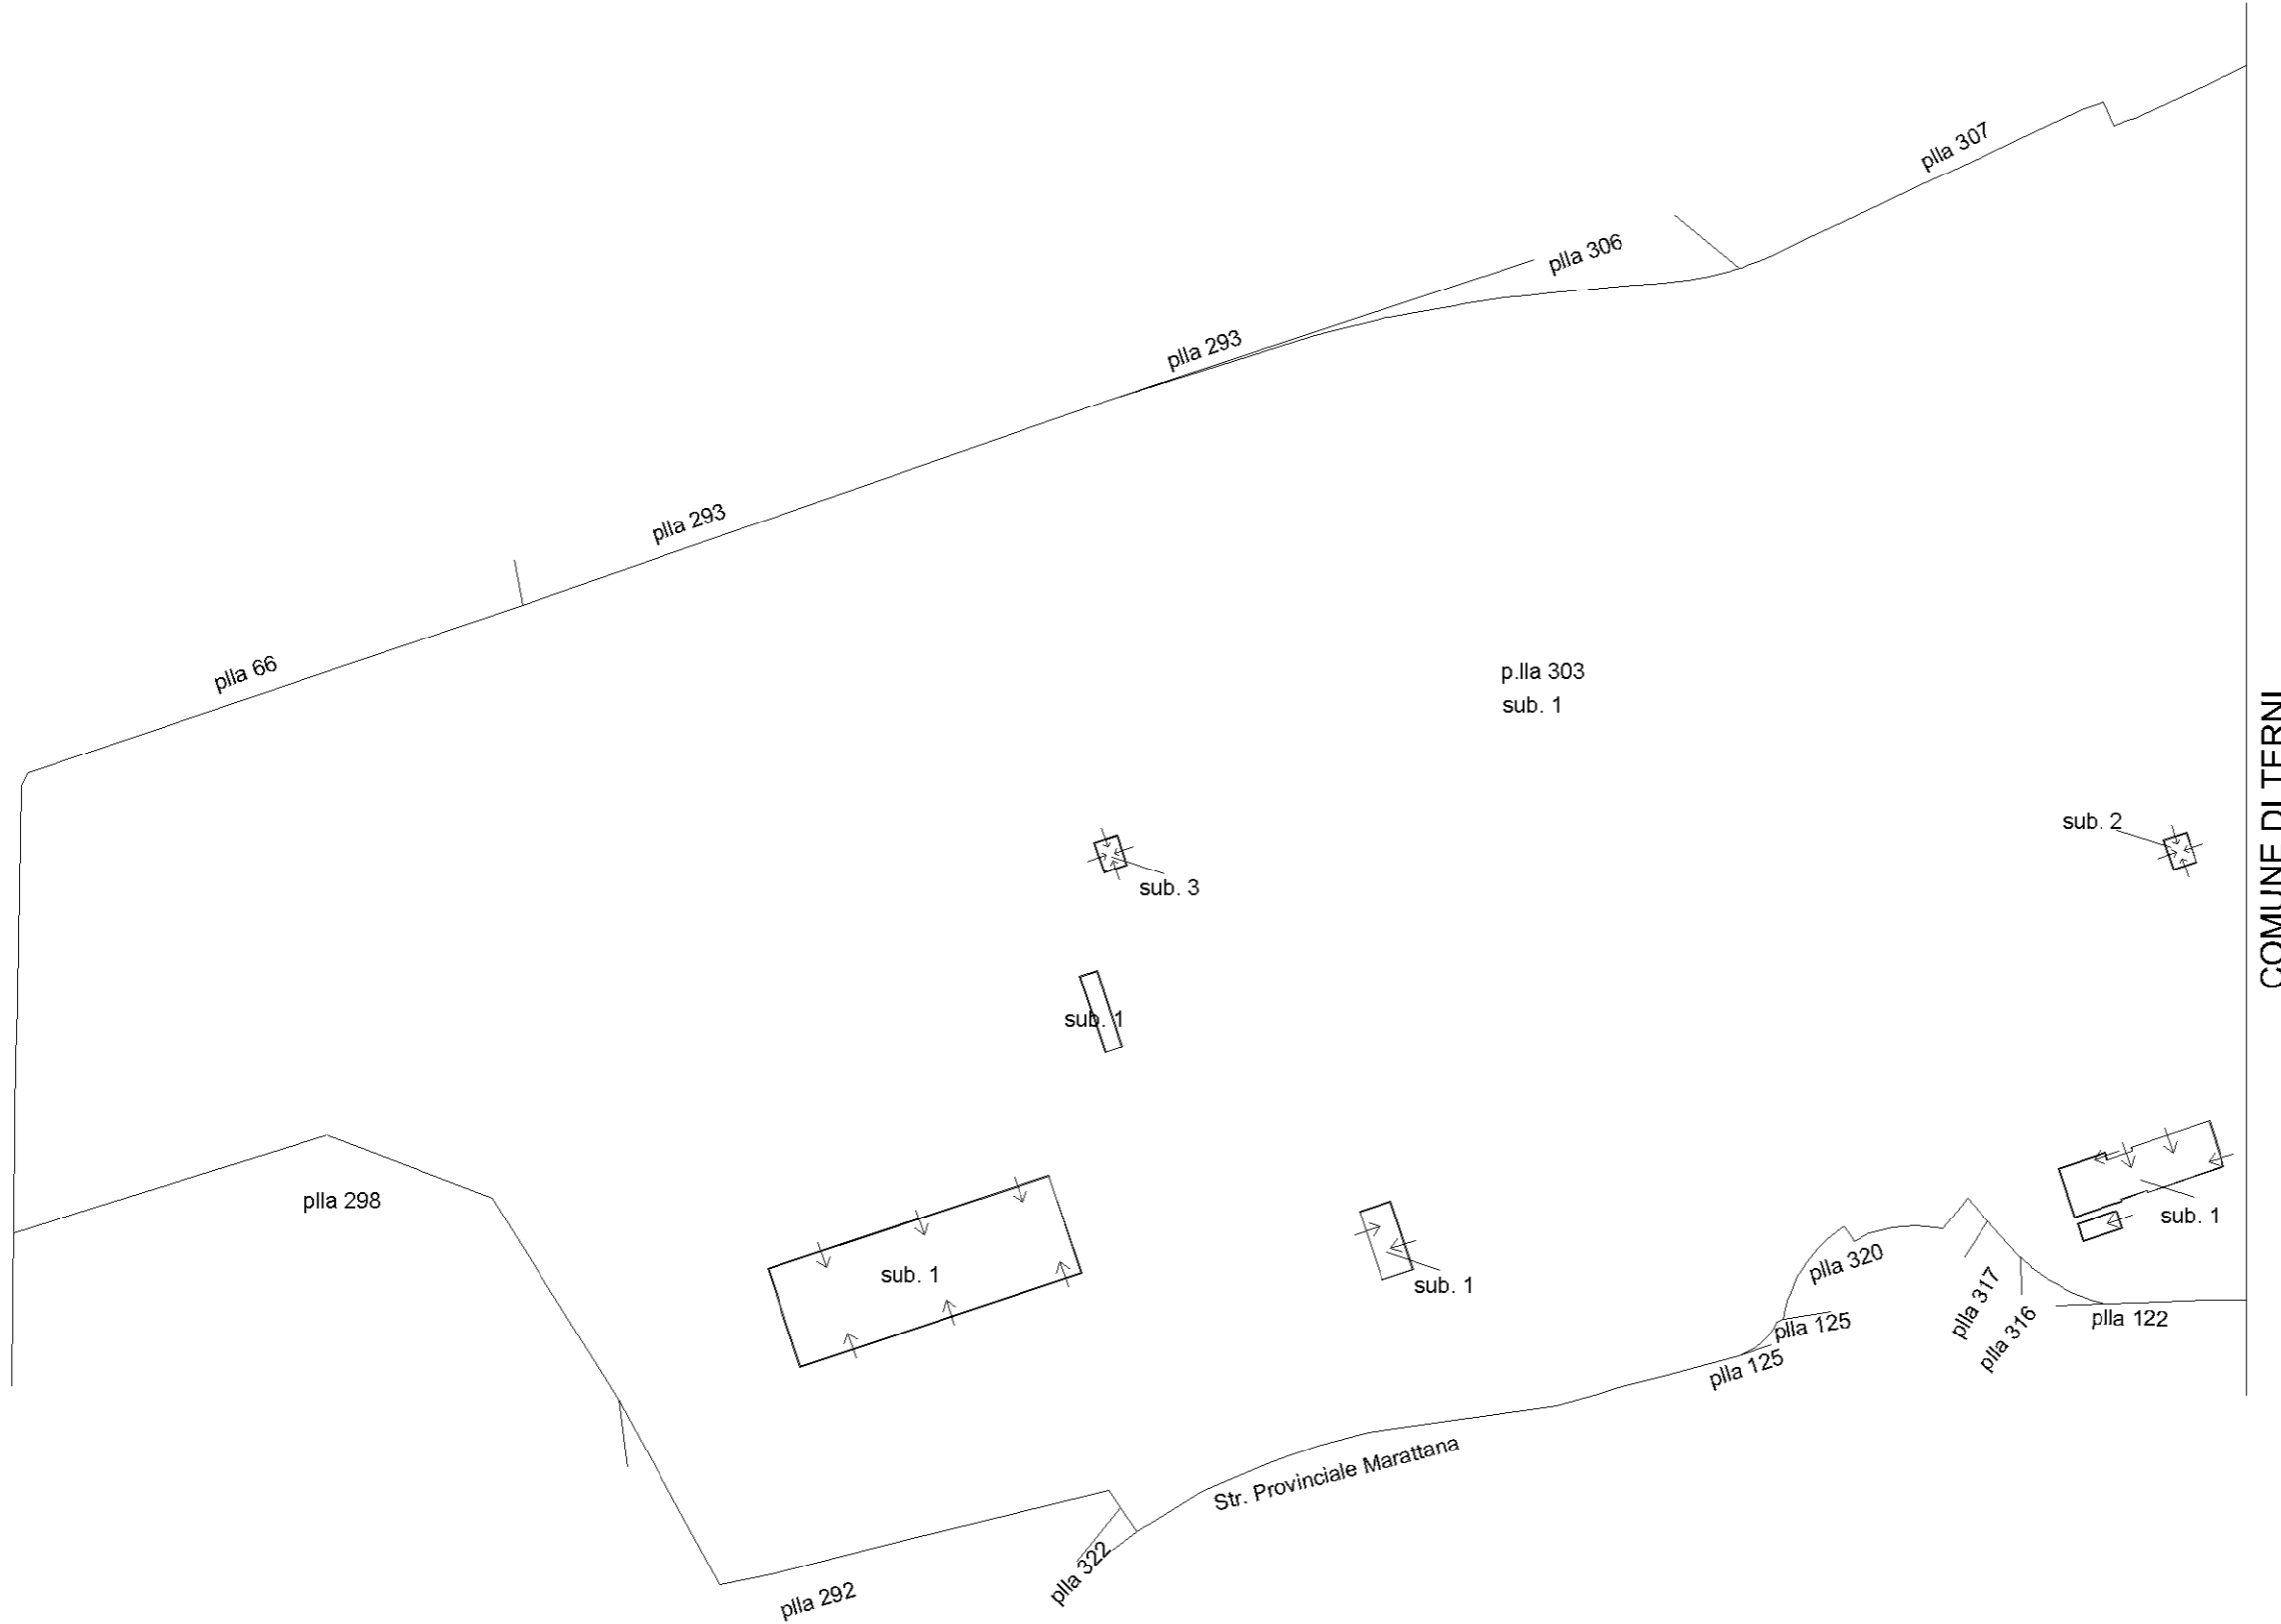 plla 307
plla 306
plla 293
plla 293
plla 66
p.lla 303
sub. 1
COMUNE DI TERNI
sub. 2
sub. 3
sub. 1
plla 298
sub. 1
sub. 1
sub. 1
plla 320
plla 317
plla 316
plla 122
plla 125
plla 125
Str. Provinciale Marattana
plla 322
plla 292